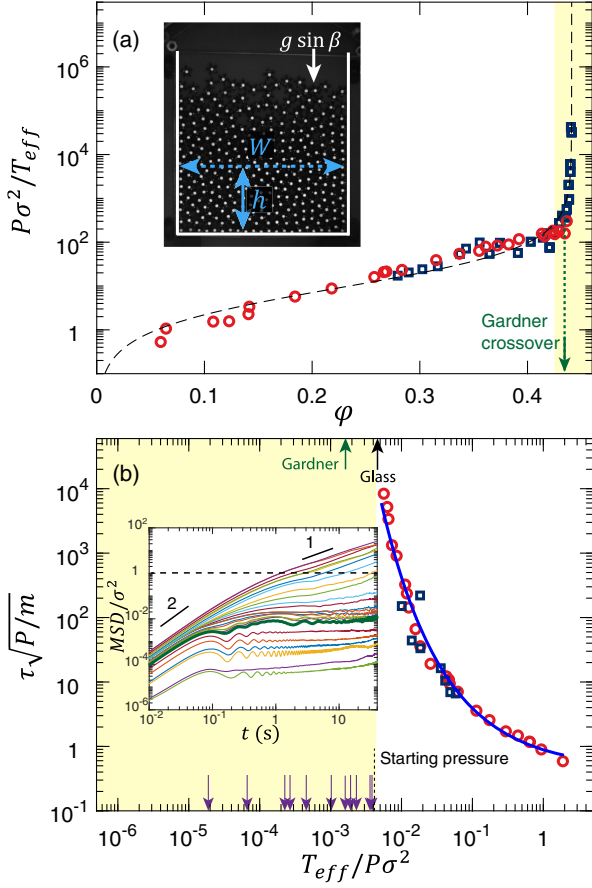 (a)
g sin β
W
h
10⁶
10⁴
10²
1
Pσ²/T_eff
Gardner
crossover
0 0.1 0.2 0.3 0.4
φ
(b)
Gardner
Glass
10⁴
10³
10²
10
1
10⁻¹
τ√P/m
10²
1
10⁻²
10⁻⁴
10⁻⁶
MSD/σ²
1
2
10⁻² 10⁻¹ 1 10
t (s)
Starting pressure
10⁻⁶ 10⁻⁵ 10⁻⁴ 10⁻³ 10⁻² 10⁻¹ 1
T_eff/Pσ²